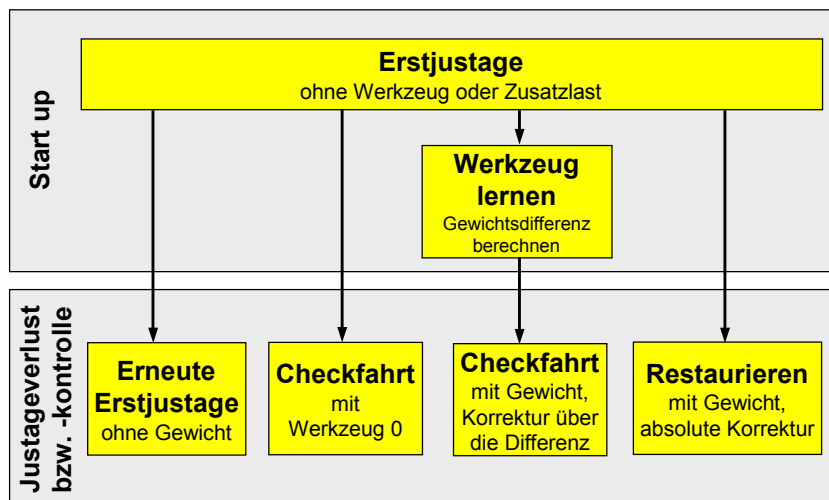 Start up
Erstjustage
ohne Werkzeug oder Zusatzlast
Werkzeug
lernen
Gewichtsdifferenz
berechnen
Justageverlust
bzw. -kontrolle
Erneute
Erstjustage
ohne Gewicht
Checkfahrt
mit
Werkzeug 0
Checkfahrt
mit Gewicht,
Korrektur über
die Differenz
Restaurieren
mit Gewicht,
absolute Korrektur